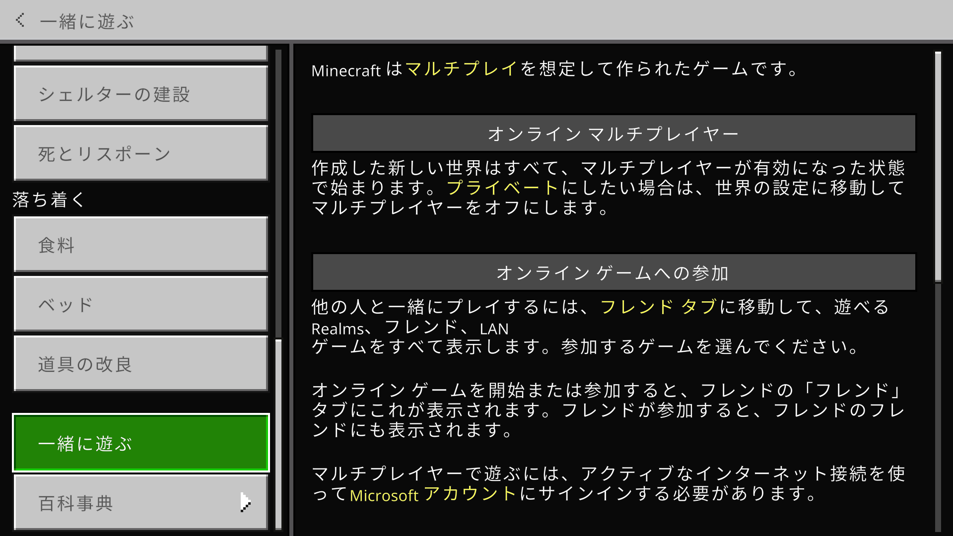 一緒に遊ぶ
シェルターの建設
死とリスポーン
落ち着く
食料
ベッド
道具の改良
一緒に遊ぶ
百科事典
Minecraft はマルチプレイを想定して作られたゲームです。
オンライン マルチプレイヤー
作成した新しい世界はすべて、マルチプレイヤーが有効になった状態
で始まります。プライベートにしたい場合は、世界の設定に移動して
マルチプレイヤーをオフにします。
オンライン ゲームへの参加
他の人と一緒にプレイするには、フレンド タブに移動して、遊べる
Realms、フレンド、LAN
ゲームをすべて表示します。参加するゲームを選んでください。
オンライン ゲームを開始または参加すると、フレンドの「フレンド」
タブにこれが表示されます。フレンドが参加すると、フレンドのフレ
ンドにも表示されます。
マルチプレイヤーで遊ぶには、アクティブなインターネット接続を使
ってMicrosoft アカウントにサインインする必要があります。